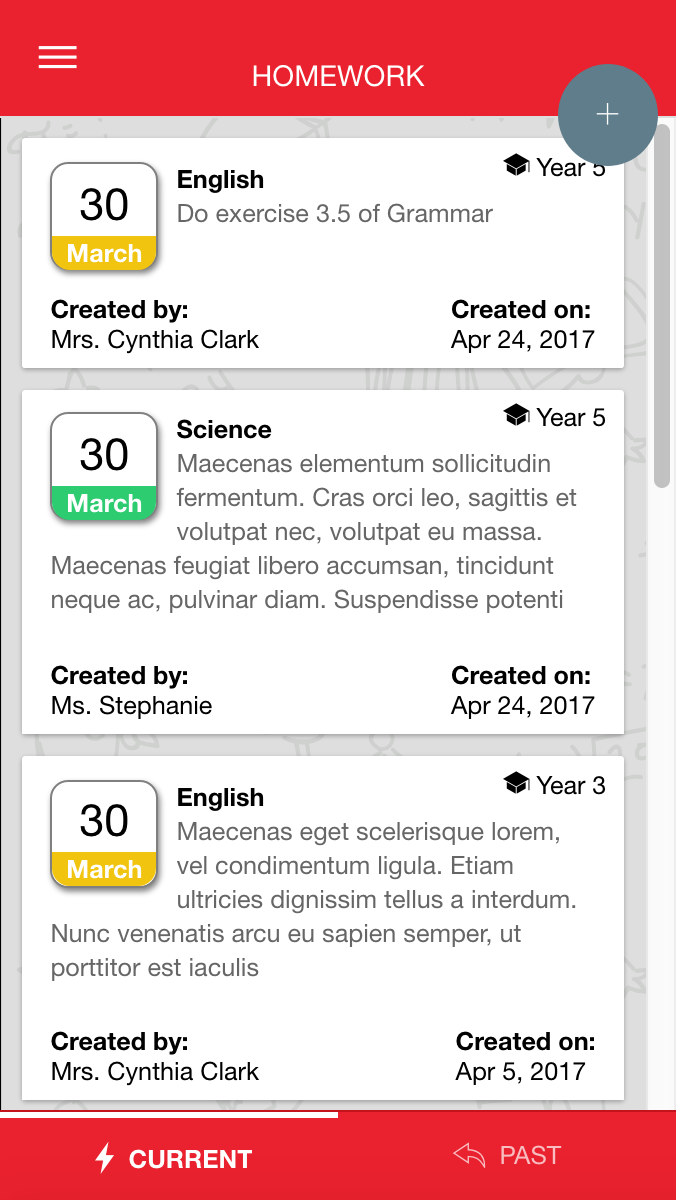 HOMEWORK
+
Year 5
30
March
English
Do exercise 3.5 of Grammar
Created by:
Mrs. Cynthia Clark
Created on:
Apr 24, 2017
Year 5
30
March
Science
Maecenas elementum sollicitudin
fermentum. Cras orci leo, sagittis et
volutpat nec, volutpat eu massa.
Maecenas feugiat libero accumsan, tincidunt
neque ac, pulvinar diam. Suspendisse potenti
Created by:
Ms. Stephanie
Created on:
Apr 24, 2017
Year 3
30
March
English
Maecenas eget scelerisque lorem,
vel condimentum ligula. Etiam
ultricies dignissim tellus a interdum.
Nunc venenatis arcu eu sapien semper, ut
porttitor est iaculis
Created by:
Mrs. Cynthia Clark
Created on:
Apr 5, 2017
CURRENT
PAST